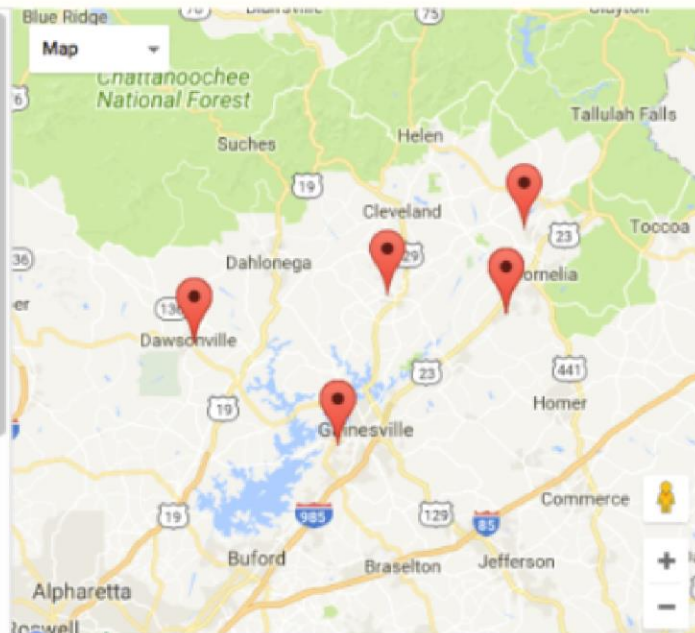 Blue Ridge
75
Map
Chattanoochee
National Forest
Tallulah Falls
Suches
Helen
19
Cleveland
23
Toccoa
Dahlonega
Dawsonville
23
441
19
Homer
Gainesville
Commerce
19
985
129
85
Buford
Braselton
Jefferson
Alpharetta
Roswell
+
−